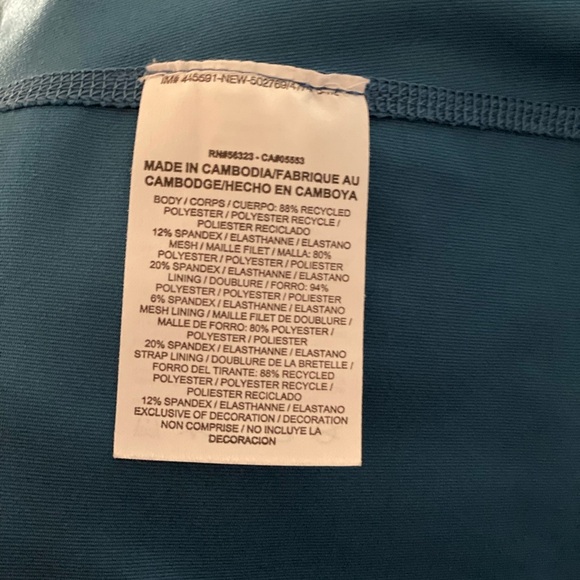 IM# 445591-NEW-502769/47
RN#56323 - CA#05553
MADE IN CAMBODIA/FABRIQUE AU
CAMBODGE/HECHO EN CAMBOYA
BODY / CORPS / CUERPO: 88% RECYCLED
POLYESTER / POLYESTER RECYCLE /
POLIESTER RECICLADO
12% SPANDEX / ELASTHANNE / ELASTANO
MESH / MAILLE FILET / MALLA: 80%
POLYESTER / POLYESTER / POLIESTER
20% SPANDEX / ELASTHANNE / ELASTANO
LINING / DOUBLURE / FORRO: 94%
POLYESTER / POLYESTER / POLIESTER
6% SPANDEX / ELASTHANNE / ELASTANO
MESH LINING / MAILLE FILET DE DOUBLURE /
MALLE DE FORRO: 80% POLYESTER /
POLYESTER / POLIESTER
20% SPANDEX / ELASTHANNE / ELASTANO
STRAP LINING / DOUBLURE DE LA BRETELLE /
FORRO DEL TIRANTE: 88% RECYCLED
POLYESTER / POLYESTER RECYCLE /
POLIESTER RECICLADO
12% SPANDEX / ELASTHANNE / ELASTANO
EXCLUSIVE OF DECORATION / DECORATION
NON COMPRISE / NO INCLUYE LA
DECORACION